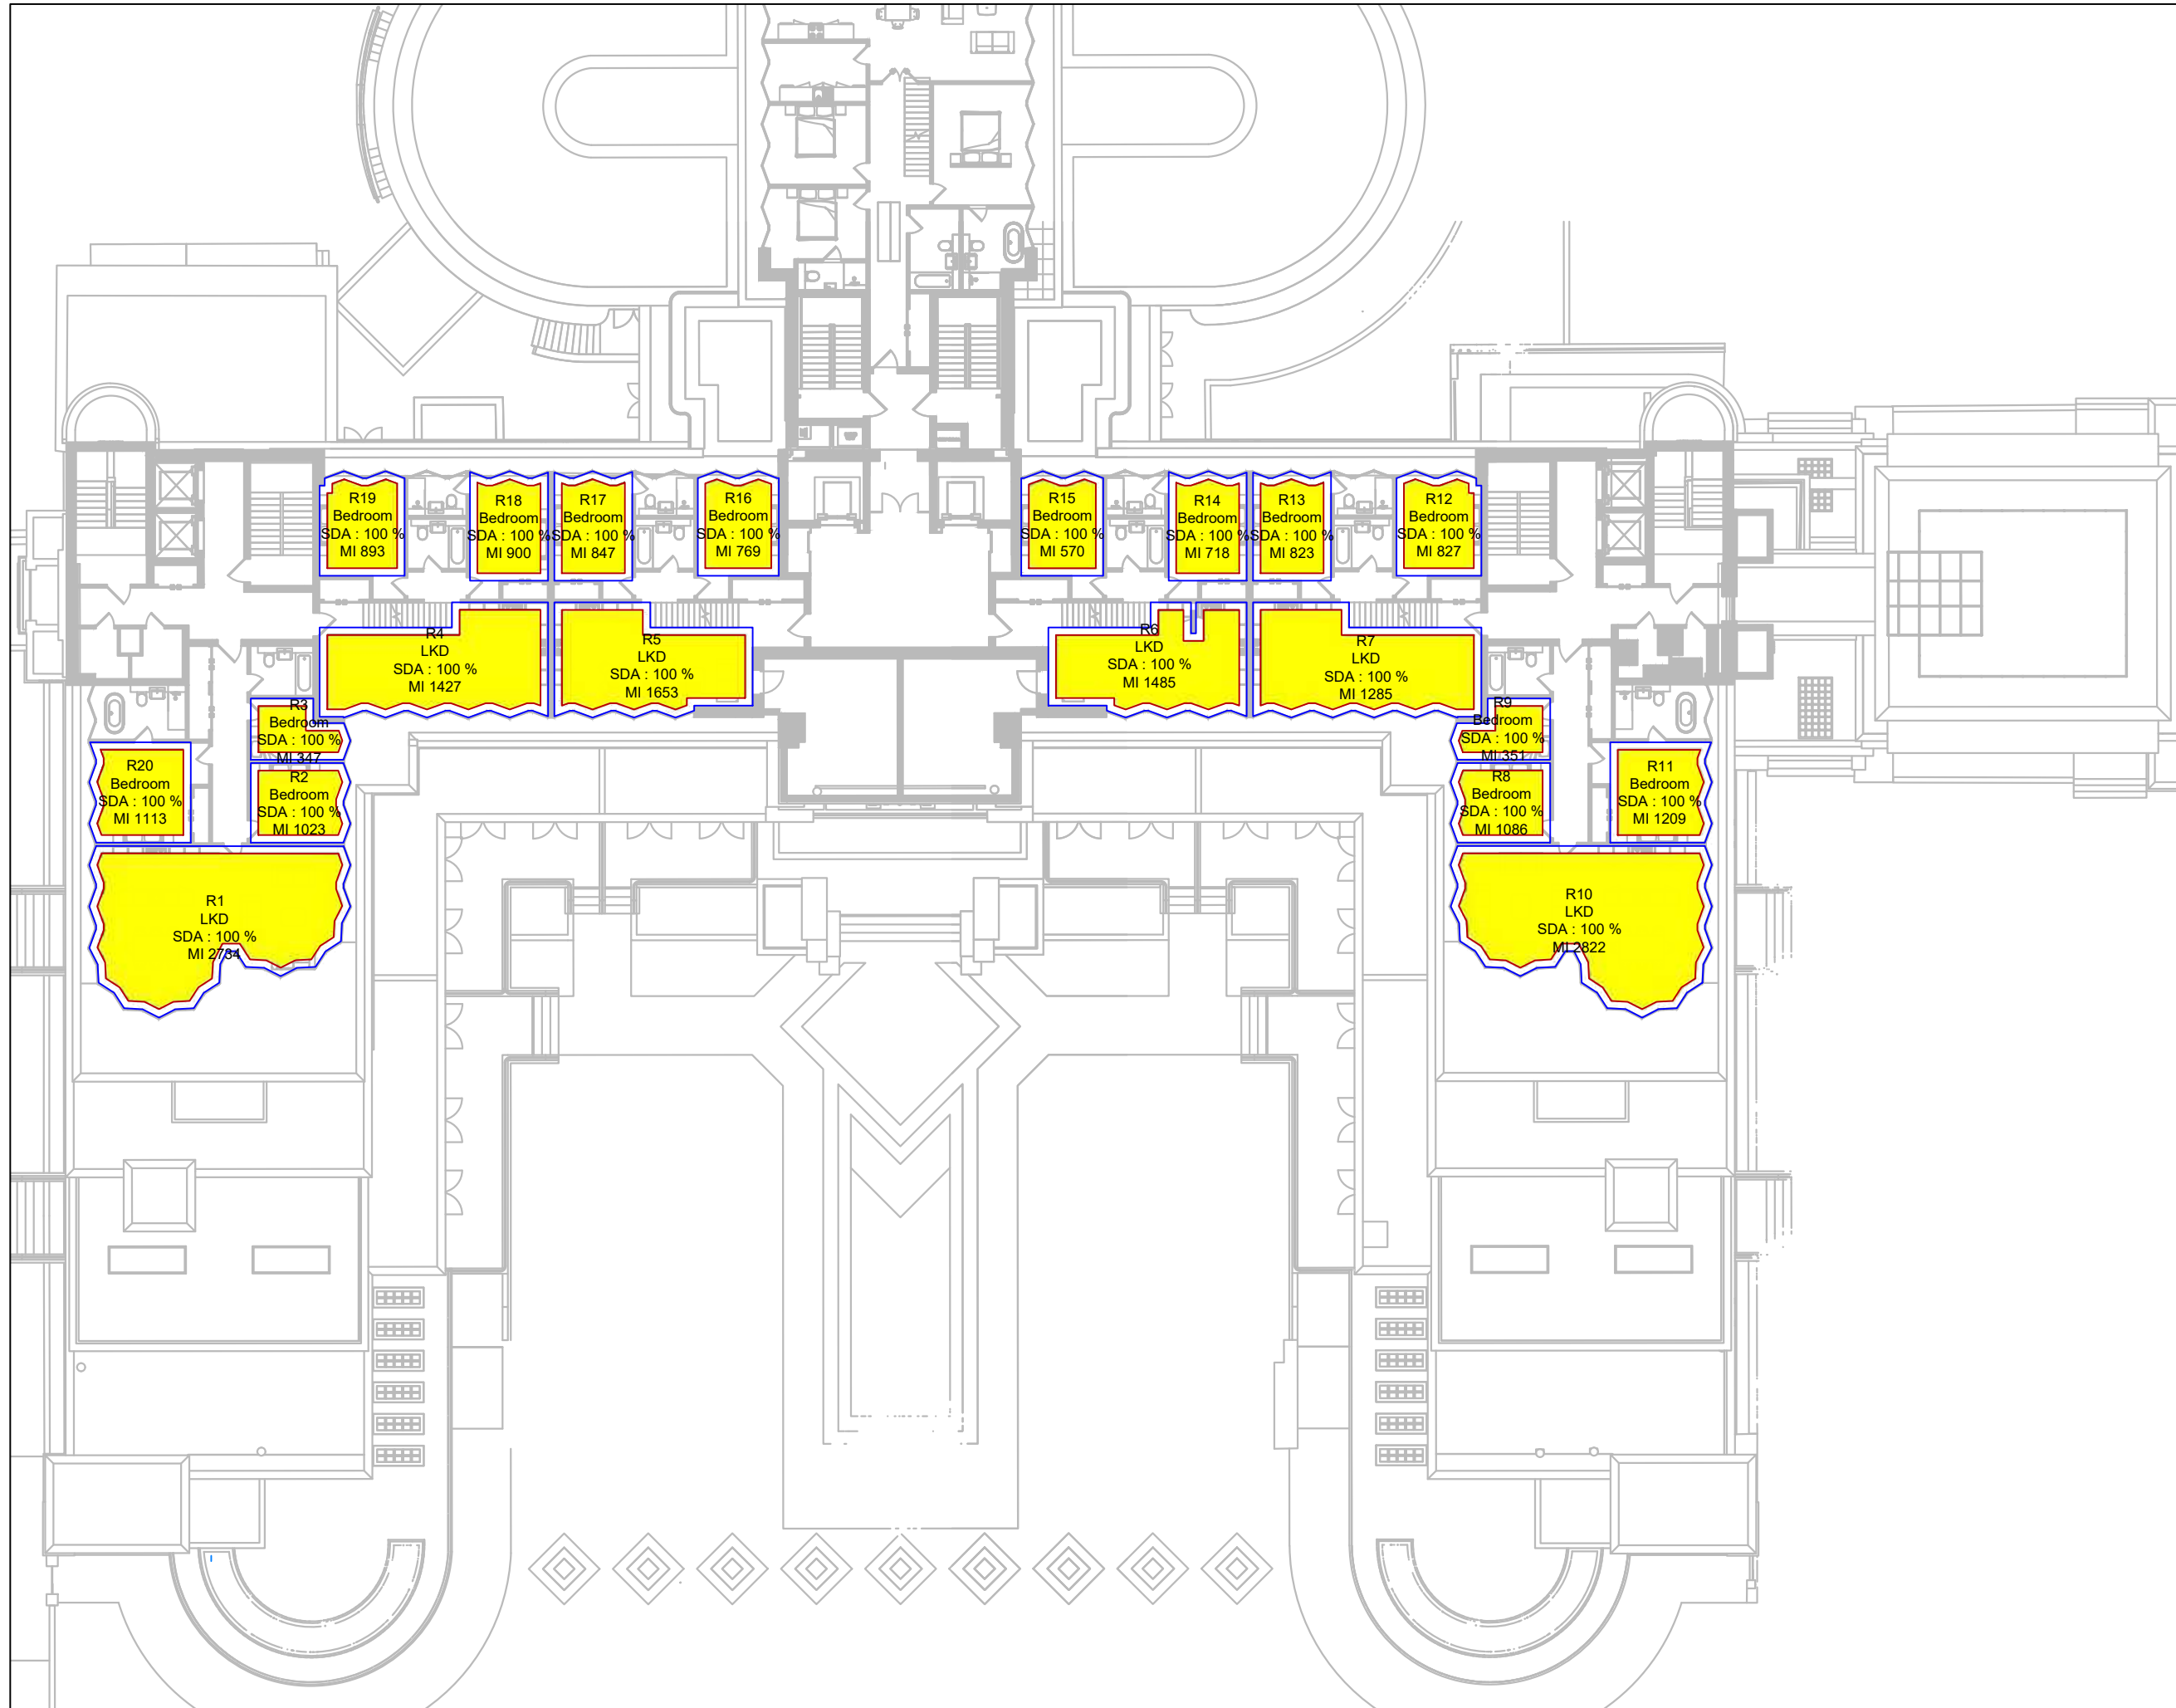 R19
Bedroom
SDA : 100 %
MI 893
R18
Bedroom
SDA : 100 %
MI 900
R17
Bedroom
SDA : 100 %
MI 847
R16
Bedroom
SDA : 100 %
MI 769
R15
Bedroom
SDA : 100 %
MI 570
R14
Bedroom
SDA : 100 %
MI 718
R13
Bedroom
SDA : 100 %
MI 823
R12
Bedroom
SDA : 100 %
MI 827
R4
LKD
SDA : 100 %
MI 1427
R5
LKD
SDA : 100 %
MI 1653
R6
LKD
SDA : 100 %
MI 1485
R7
LKD
SDA : 100 %
MI 1285
R3
Bedroom
SDA : 100 %
MI 347
R9
Bedroom
SDA : 100 %
MI 351
R20
Bedroom
SDA : 100 %
MI 1113
R2
Bedroom
SDA : 100 %
MI 1023
R8
Bedroom
SDA : 100 %
MI 1086
R11
Bedroom
SDA : 100 %
MI 1209
R1
LKD
SDA : 100 %
MI 2734
R10
LKD
SDA : 100 %
MI 2822